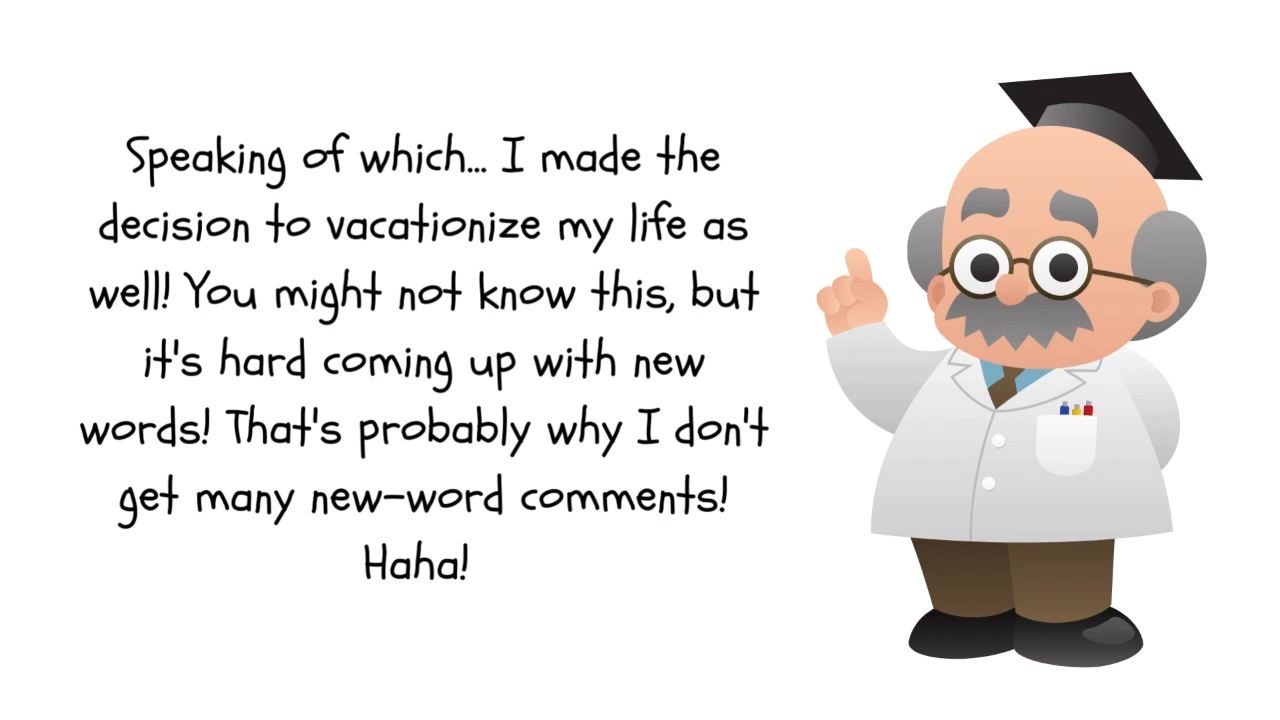 Speaking of which... I made the
decision to vacationize my life as
well! You might not know this, but
it's hard coming up with new
words! That's probably why I don't
get many new-word comments!
Haha!